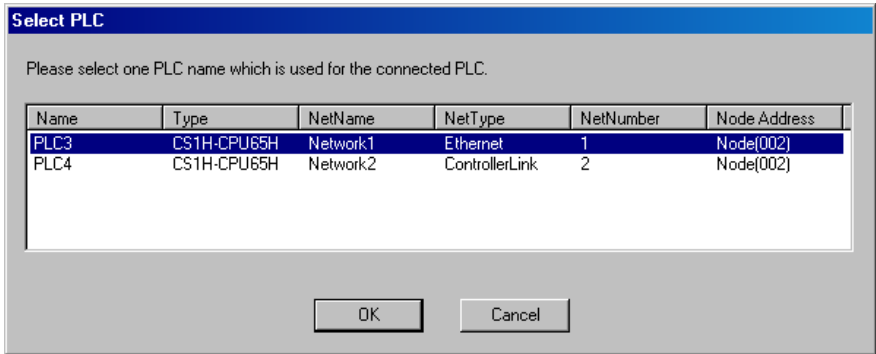 Select PLC
Please select one PLC name which is used for the connected PLC.
Name Type NetName NetType NetNumber Node Address
PLC3 CS1H-CPU65H Network1 Ethernet 1 Node(002)
PLC4 CS1H-CPU65H Network2 ControllerLink 2 Node(002)
OK Cancel